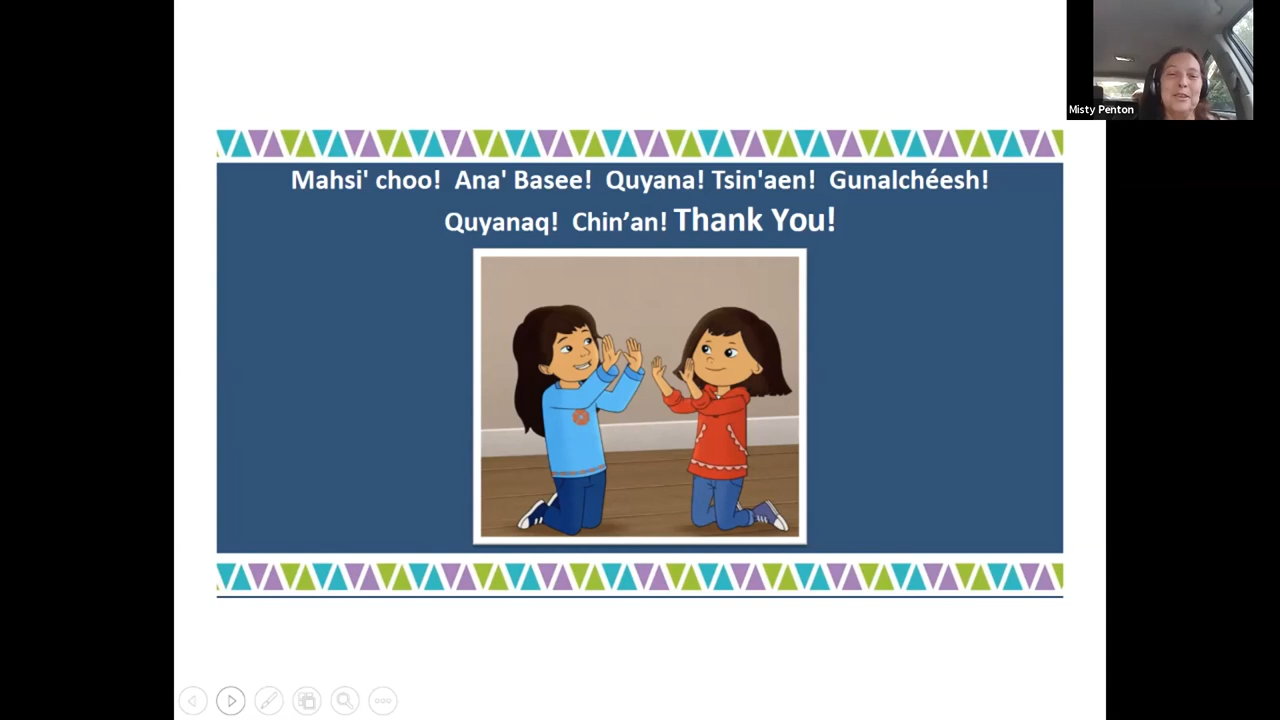 Misty Penton
Mahsi' choo! Ana' Basee! Quyana! Tsin'aen! Gunalchéesh!
Quyanaq! Chin’an! Thank You!